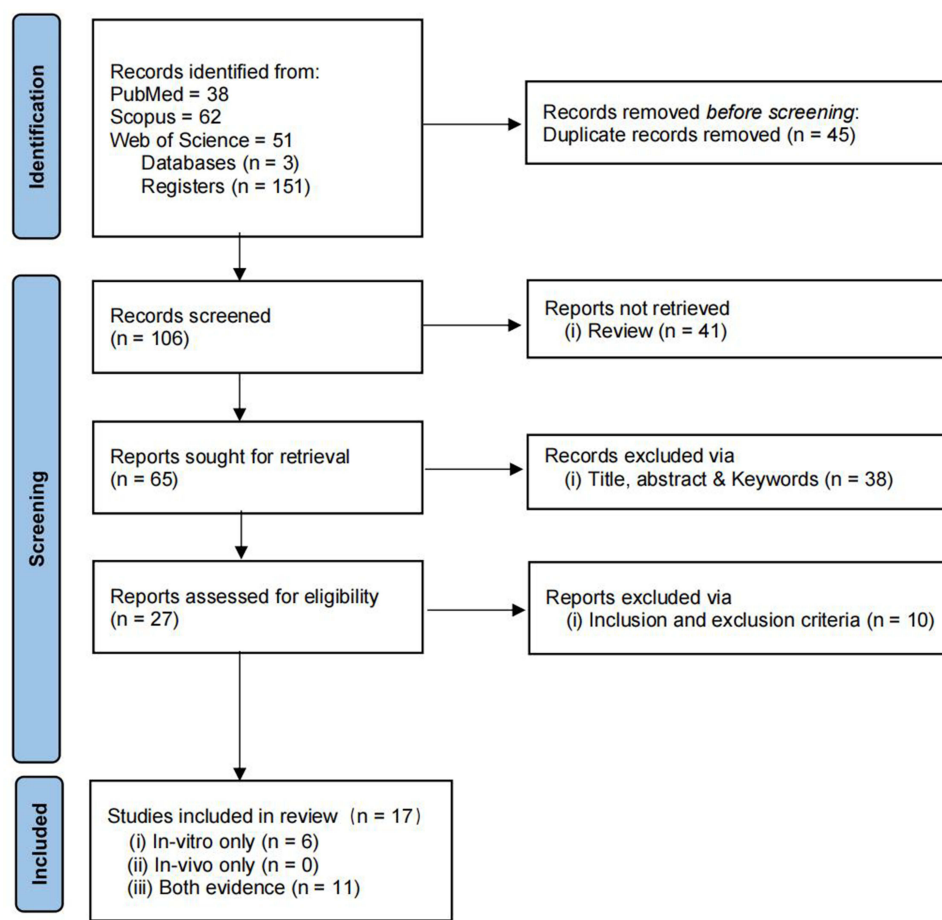 Identification
Records identified from:
PubMed = 38
Scopus = 62
Web of Science = 51
Databases (n = 3)
Registers (n = 151)
Records removed before screening:
Duplicate records removed (n = 45)
Screening
Records screened
(n = 106)
Reports not retrieved
(i) Review (n = 41)
Reports sought for retrieval
(n = 65)
Records excluded via
(i) Title, abstract & Keywords (n = 38)
Reports assessed for eligibility
(n = 27)
Reports excluded via
(i) Inclusion and exclusion criteria (n = 10)
Included
Studies included in review (n = 17)
(i) In-vitro only (n = 6)
(ii) In-vivo only (n = 0)
(iii) Both evidence (n = 11)